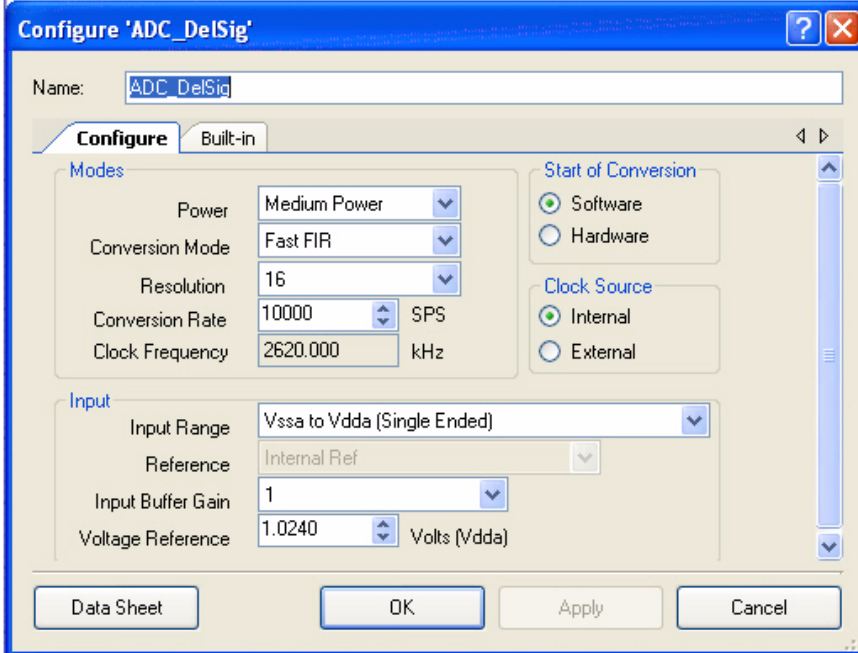 Configure 'ADC_DelSig'
Name: ADC_DelSig
Configure Built-in
Modes
Power Medium Power
Conversion Mode Fast FIR
Resolution 16
Conversion Rate 10000 SPS
Clock Frequency 2620.000 kHz
Start of Conversion
Software
Hardware
Clock Source
Internal
External
Input
Input Range Vssa to Vdda (Single Ended)
Reference Internal Ref
Input Buffer Gain 1
Voltage Reference 1.0240 Volts (Vdda)
Data Sheet OK Apply Cancel